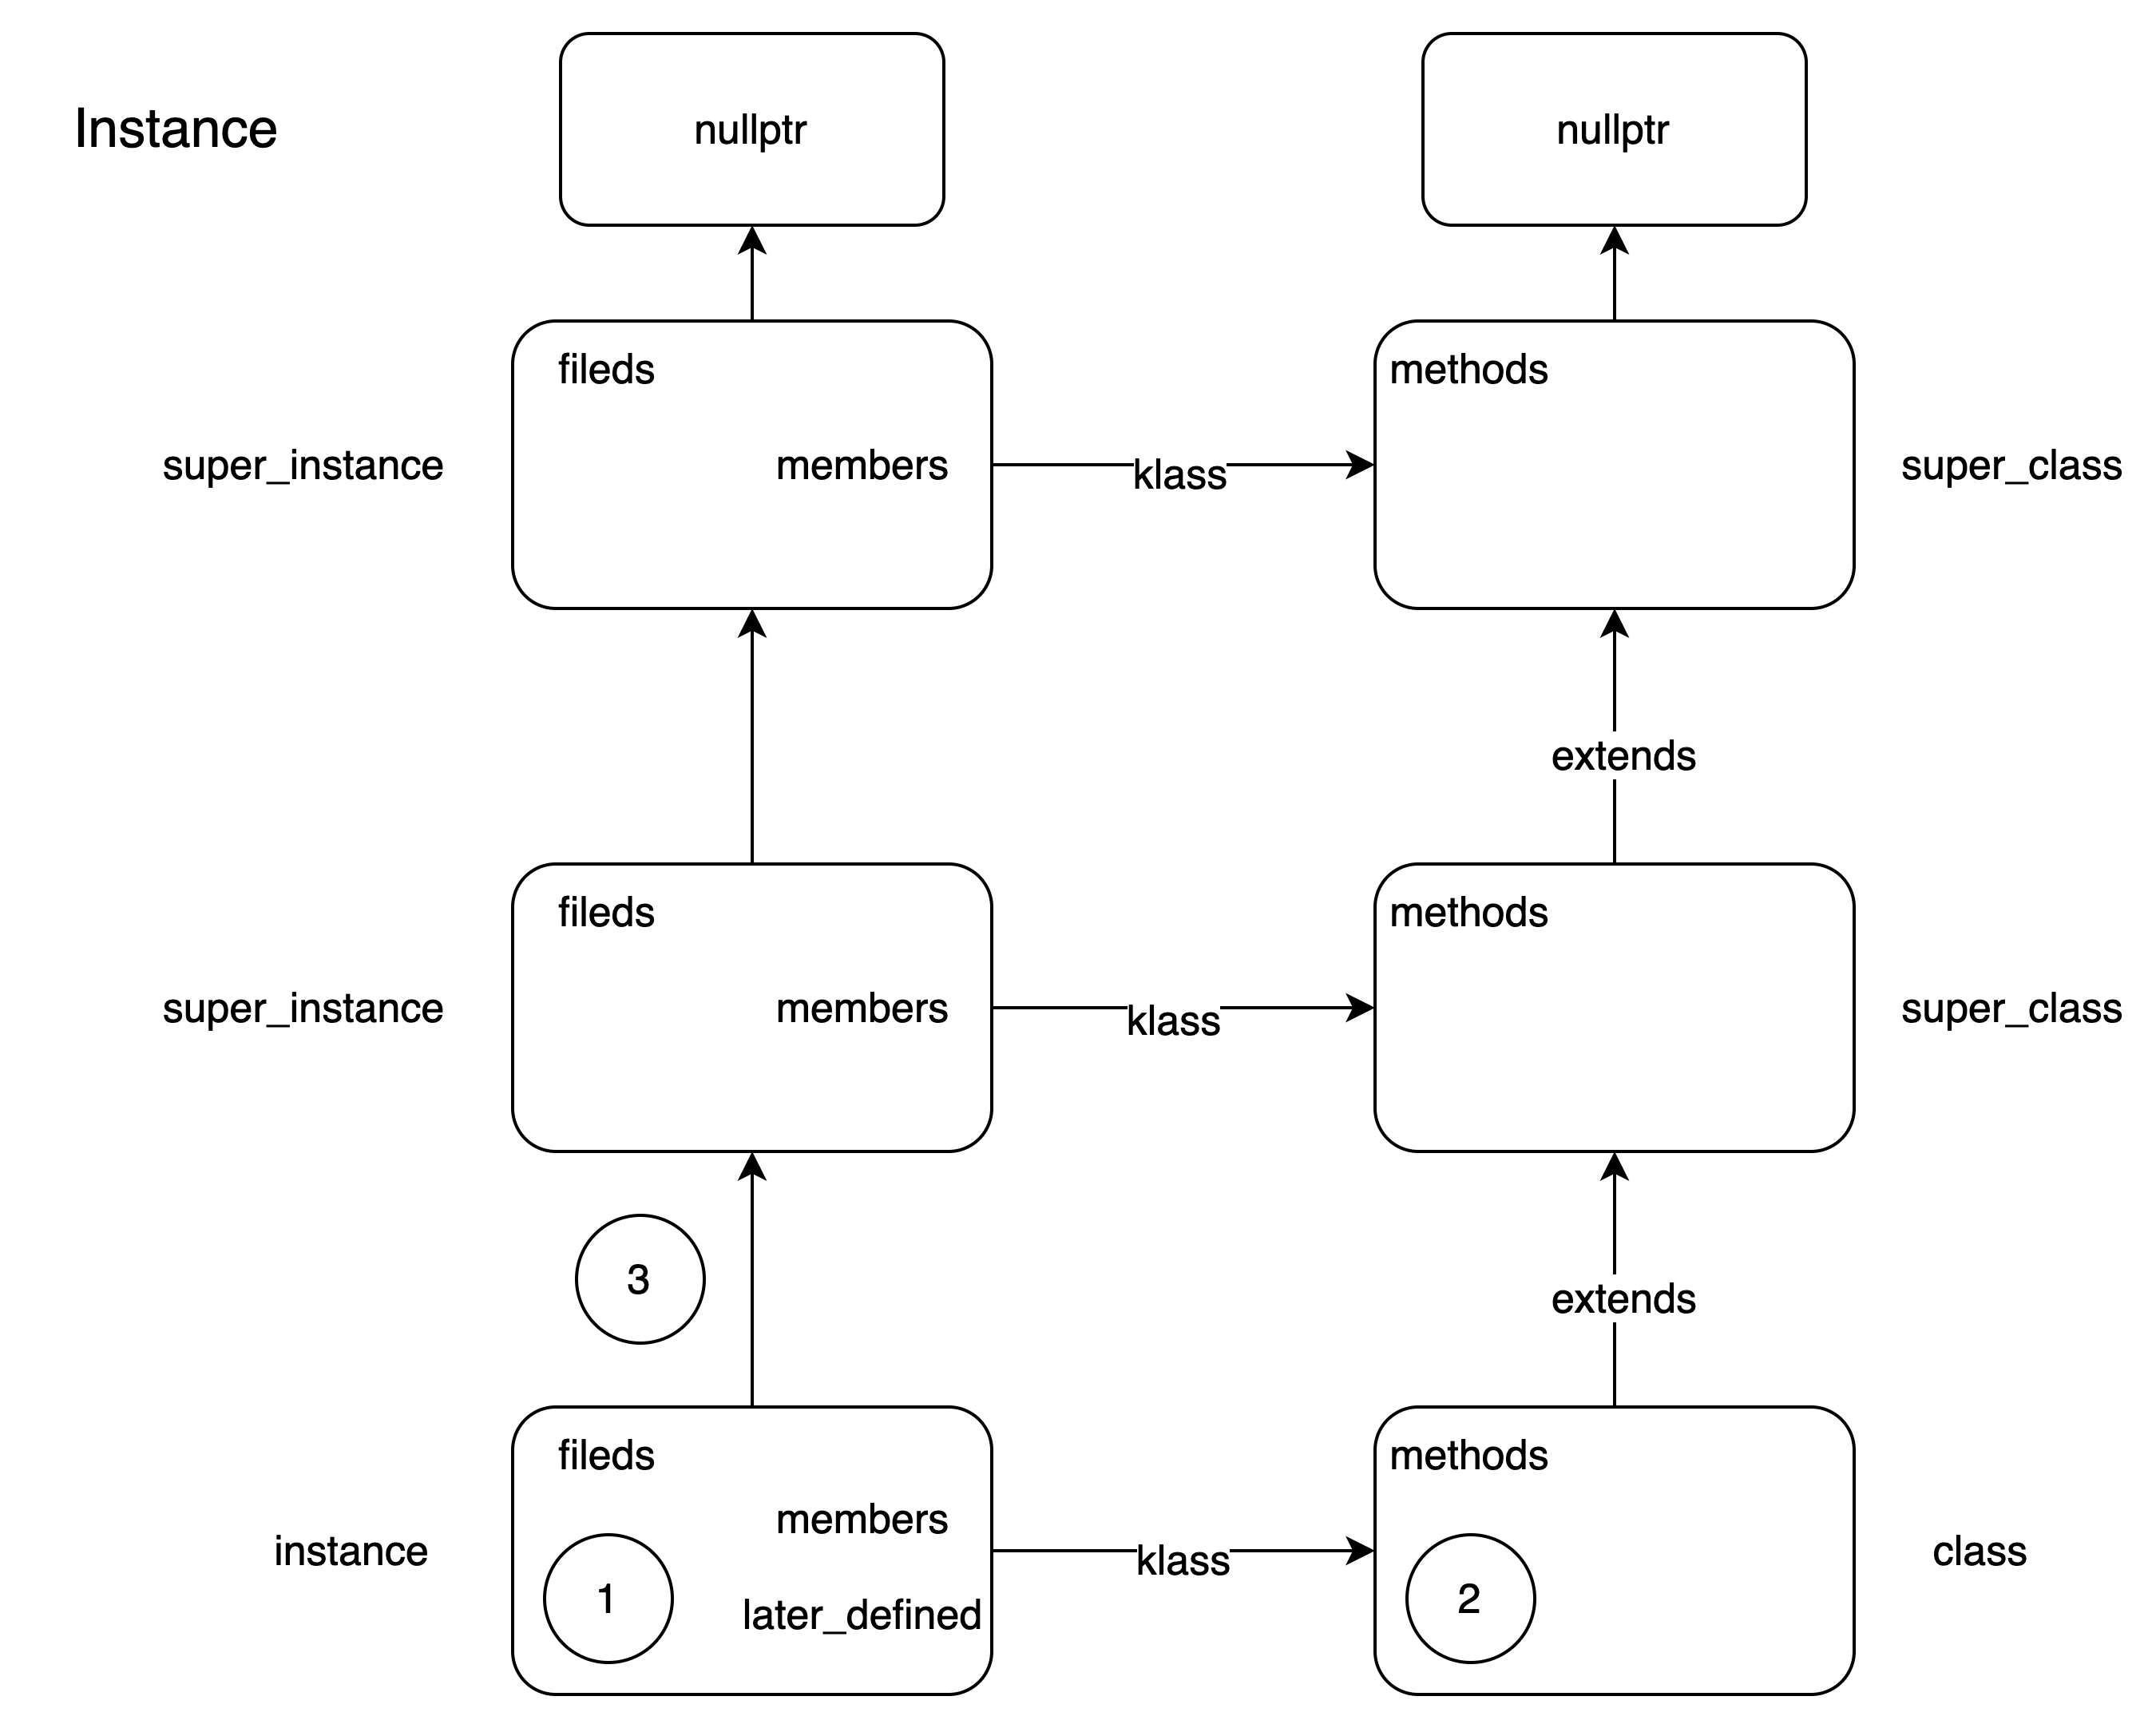 Instance
nullptr
nullptr
fileds
methods
super_instance
members
klass
super_class
extends
fileds
methods
super_instance
members
klass
super_class
3
extends
fileds
methods
members
instance
klass
class
1
2
later_defined